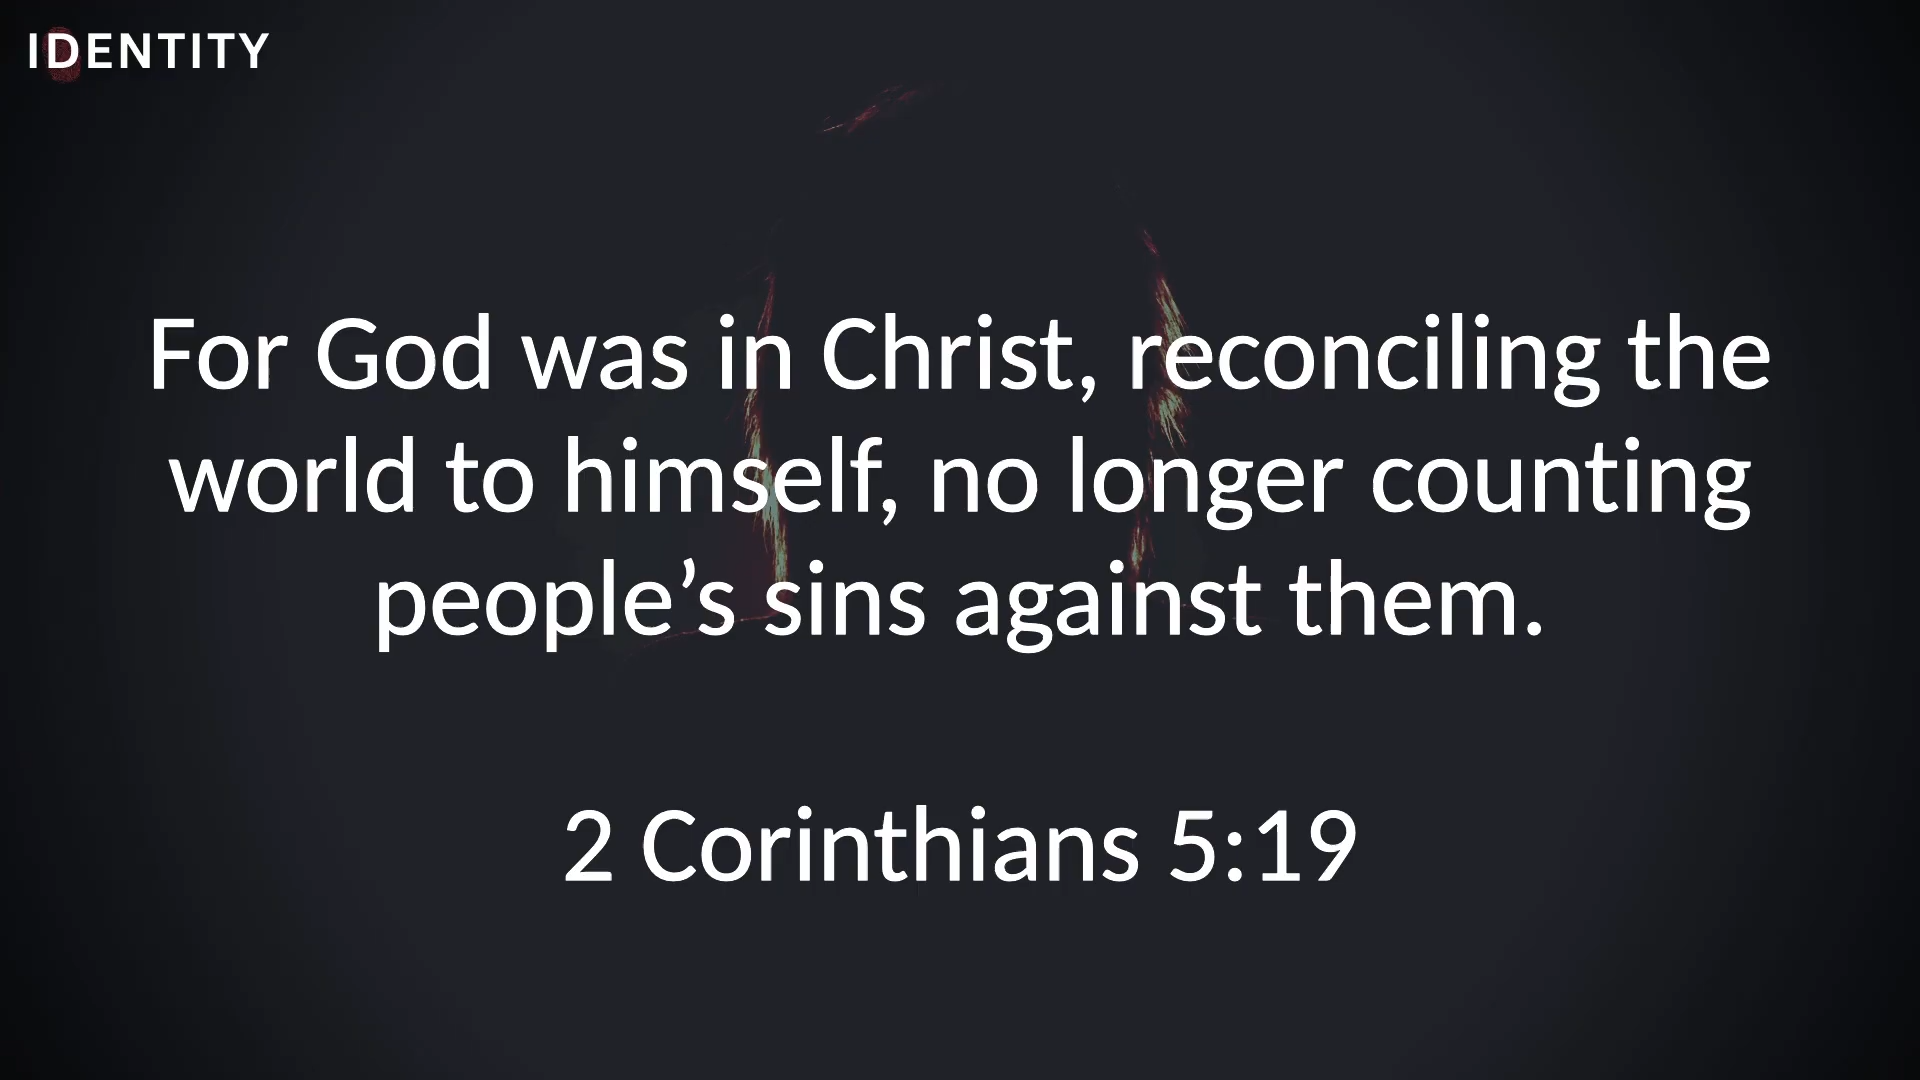 IDENTITY
For God was in Christ, reconciling the
world to himself, no longer counting
people’s sins against them.
2 Corinthians 5:19